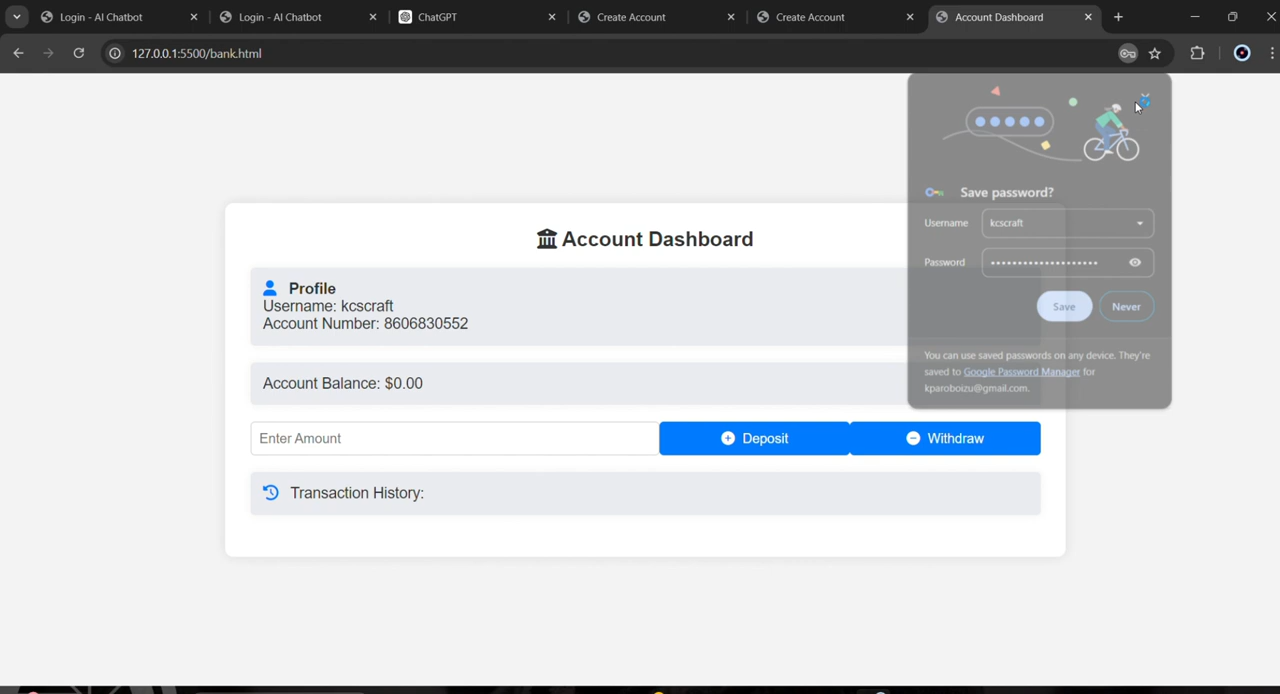 Login - AI Chatbot
Login - AI Chatbot
ChatGPT
Create Account
Create Account
Account Dashboard
127.0.0.1:5500/bank.html
Save password?
Username kcscraft
Password ••••••••••••••••••••
Save Never
You can use saved passwords on any device. They're
saved to Google Password Manager for
kparoboizu@gmail.com.
Account Dashboard
Profile
Username: kcscraft
Account Number: 8606830552
Account Balance: $0.00
Enter Amount Deposit Withdraw
Transaction History: